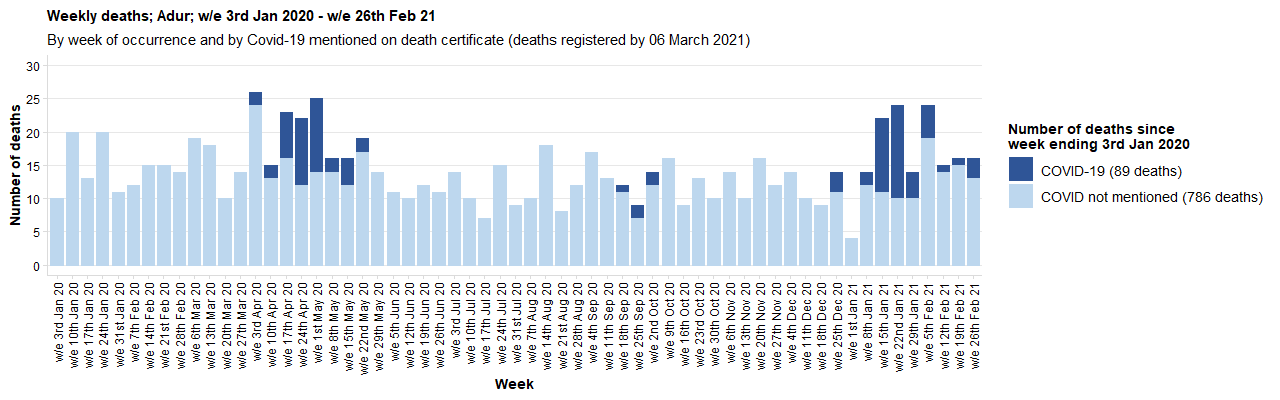 Weekly deaths; Adur; w/e 3rd Jan 2020 - w/e 26th Feb 21
By week of occurrence and by Covid-19 mentioned on death certificate (deaths registered by 06 March 2021)
Number of deaths
30
25
20
15
10
5
0
w/e 3rd Jan 20
w/e 10th Jan 20
w/e 17th Jan 20
w/e 24th Jan 20
w/e 31st Jan 20
w/e 7th Feb 20
w/e 14th Feb 20
w/e 21st Feb 20
w/e 28th Feb 20
w/e 6th Mar 20
w/e 13th Mar 20
w/e 20th Mar 20
w/e 27th Mar 20
w/e 3rd Apr 20
w/e 10th Apr 20
w/e 17th Apr 20
w/e 24th Apr 20
w/e 1st May 20
w/e 8th May 20
w/e 15th May 20
w/e 22nd May 20
w/e 29th May 20
w/e 5th Jun 20
w/e 12th Jun 20
w/e 19th Jun 20
w/e 26th Jun 20
w/e 3rd Jul 20
w/e 10th Jul 20
w/e 17th Jul 20
w/e 24th Jul 20
w/e 31st Jul 20
w/e 7th Aug 20
w/e 14th Aug 20
w/e 21st Aug 20
w/e 28th Aug 20
w/e 4th Sep 20
w/e 11th Sep 20
w/e 18th Sep 20
w/e 25th Sep 20
w/e 2nd Oct 20
w/e 9th Oct 20
w/e 16th Oct 20
w/e 23rd Oct 20
w/e 30th Oct 20
w/e 6th Nov 20
w/e 13th Nov 20
w/e 20th Nov 20
w/e 27th Nov 20
w/e 4th Dec 20
w/e 11th Dec 20
w/e 18th Dec 20
w/e 25th Dec 20
w/e 1st Jan 21
w/e 8th Jan 21
w/e 15th Jan 21
w/e 22nd Jan 21
w/e 29th Jan 21
w/e 5th Feb 21
w/e 12th Feb 21
w/e 19th Feb 21
w/e 26th Feb 21
Week
Number of deaths since
week ending 3rd Jan 2020
COVID-19 (89 deaths)
COVID not mentioned (786 deaths)